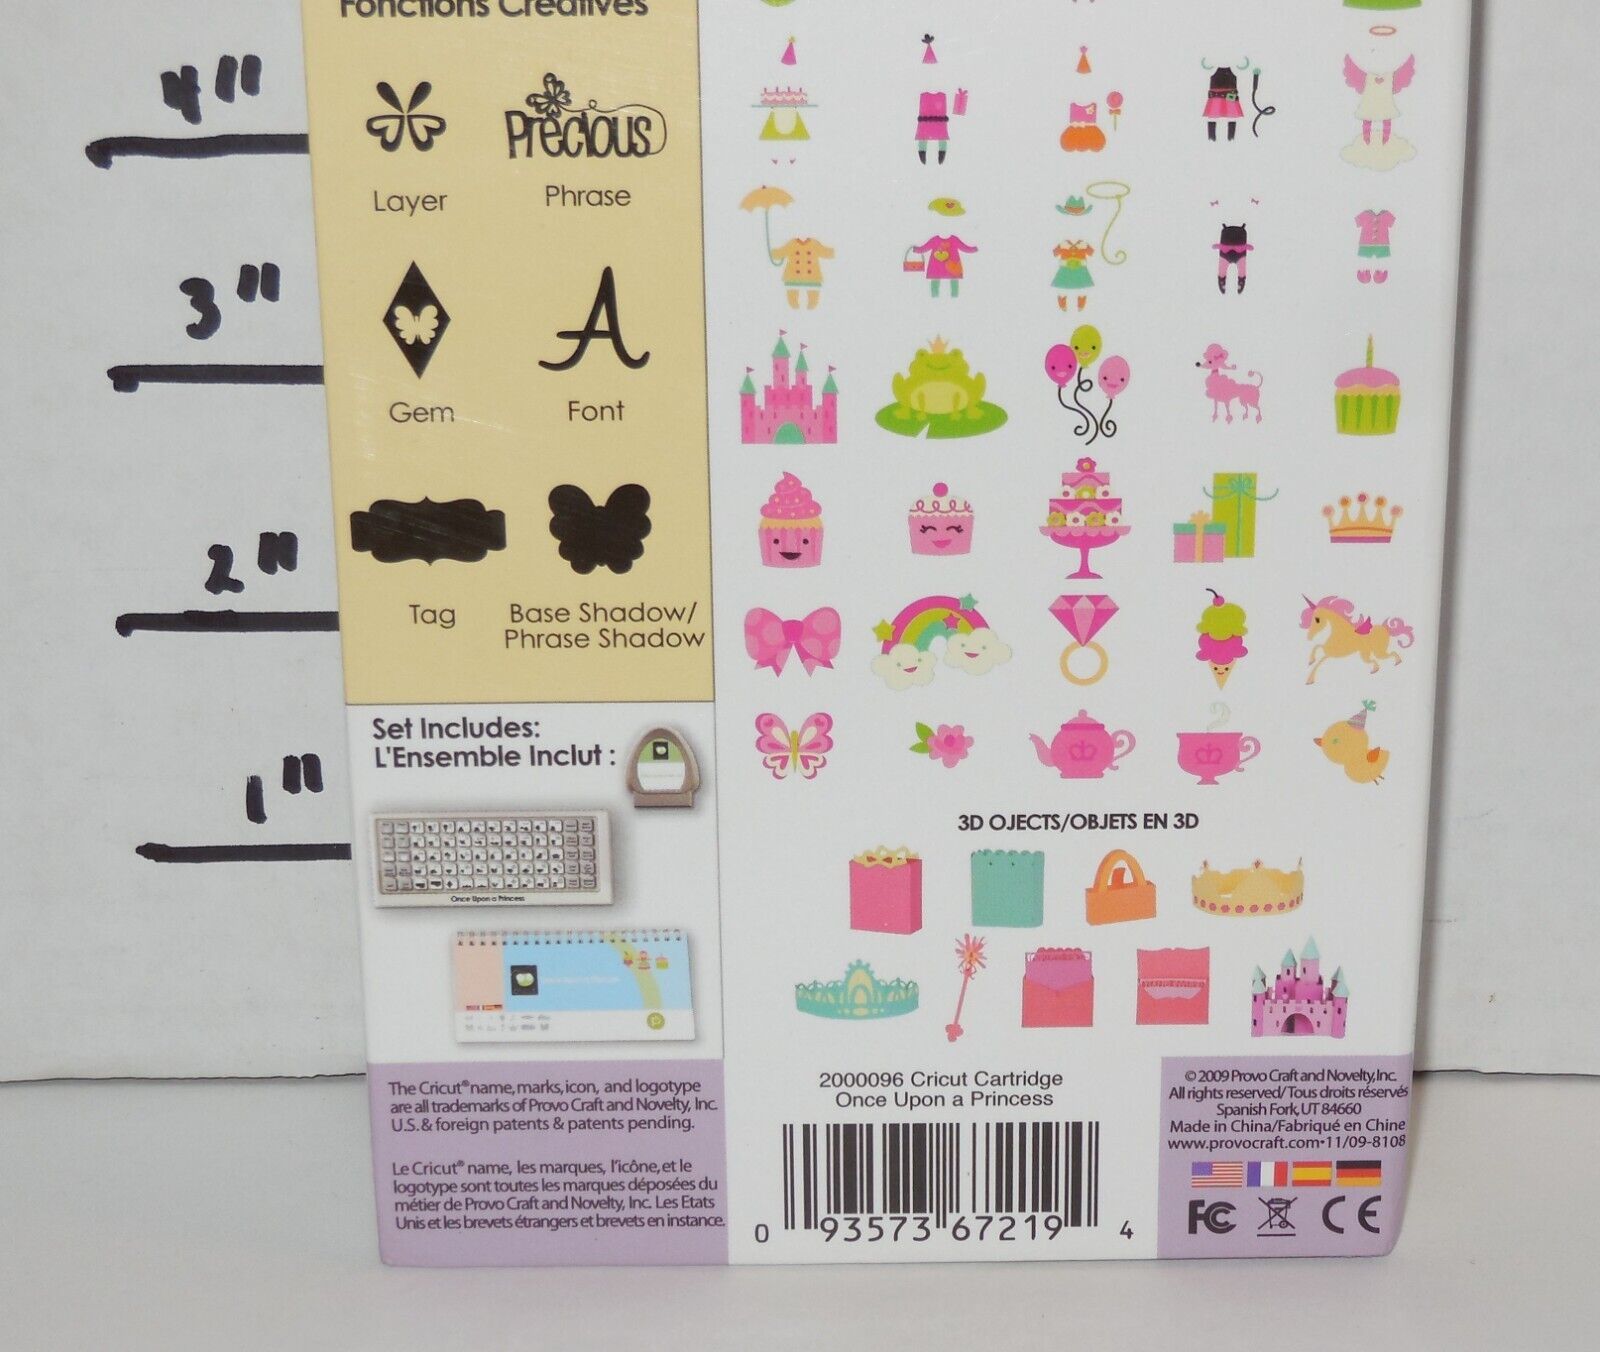 Fonctions Creatives
4"
Precious
Layer
Phrase
3"
A
Gem
Font
2"
Tag
Base Shadow/
Phrase Shadow
Set Includes:
L'Ensemble Inclut :
1"
Once Upon a Princess
3D OJECTS/OBJETS EN 3D
The Cricut® name, marks, icon, and logotype
are all trademarks of Provo Craft and Novelty, Inc.
U.S. & foreign patents & patents pending.
Le Cricut® name, les marques, l'icône, et le
logotype sont toutes les marques déposées du
métier de Provo Craft and Novelty, Inc. Les Etats
Unis et les brevets étrangers et brevets en instance.
2000096 Cricut Cartridge
Once Upon a Princess
0 93573 67219 4
© 2009 Provo Craft and Novelty, Inc.
All rights reserved/Tous droits réservés
Spanish Fork, UT 84660
Made in China/Fabriqué en Chine
www.provocraft.com•11/09-8108
FC CE